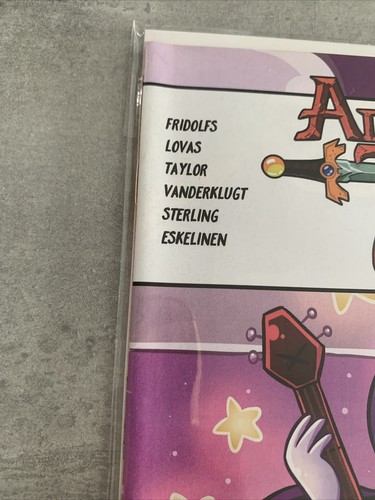 FRIDOLFS
LOVAS
TAYLOR
VANDERKLUGT
STERLING
ESKELINEN